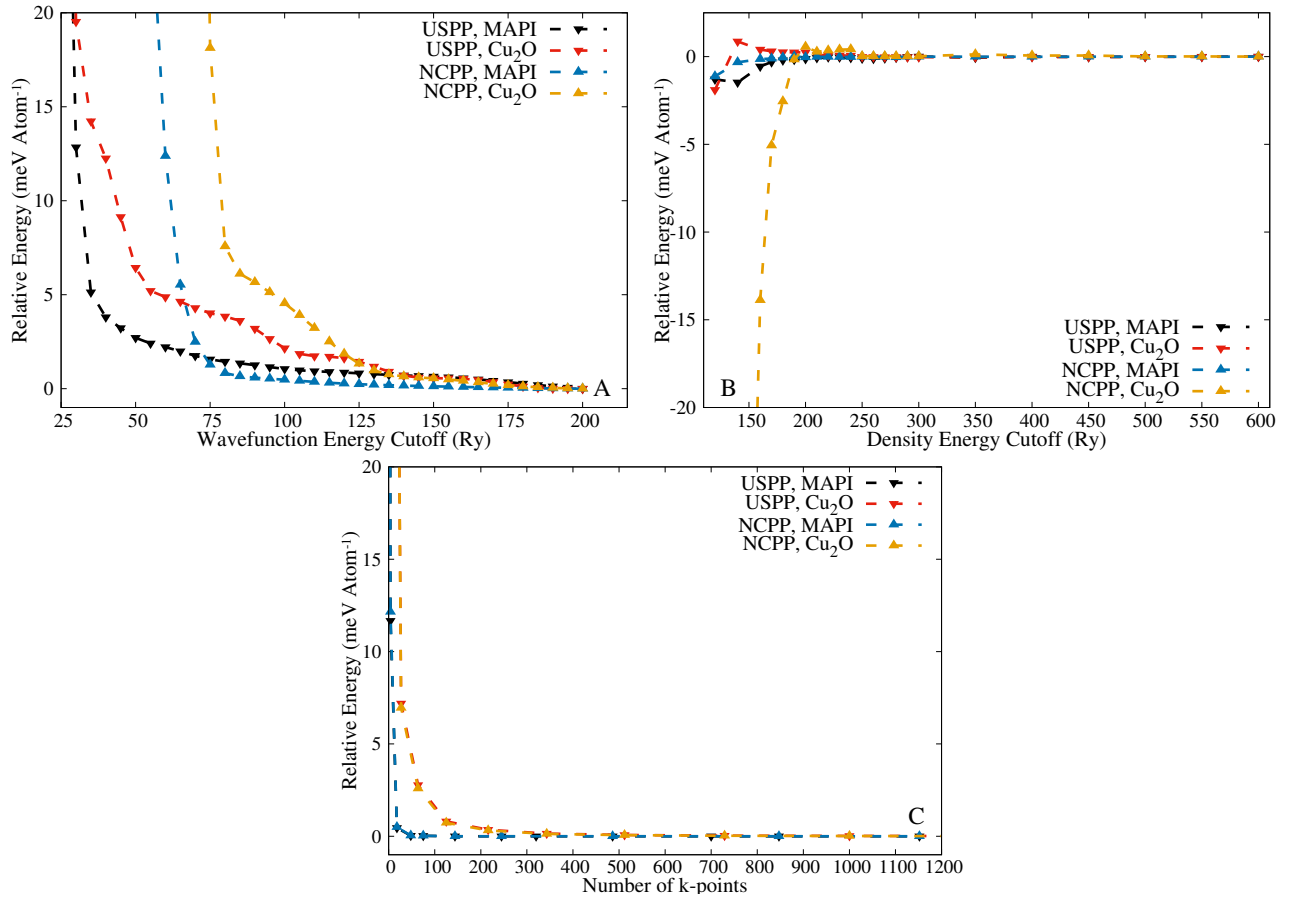 20
15
10
5
0
Relative Energy (meV Atom⁻¹)
USPP, MAPI
USPP, Cu₂O
NCPP, MAPI
NCPP, Cu₂O
A
25 50 75 100 125 150 175 200
Wavefunction Energy Cutoff (Ry)
0
-5
-10
-15
-20
Relative Energy (meV Atom⁻¹)
USPP, MAPI
USPP, Cu₂O
NCPP, MAPI
NCPP, Cu₂O
B
150 200 250 300 350 400 450 500 550 600
Density Energy Cutoff (Ry)
20
15
10
5
0
Relative Energy (meV Atom⁻¹)
USPP, MAPI
USPP, Cu₂O
NCPP, MAPI
NCPP, Cu₂O
C
0 100 200 300 400 500 600 700 800 900 1000 1100 1200
Number of k-points